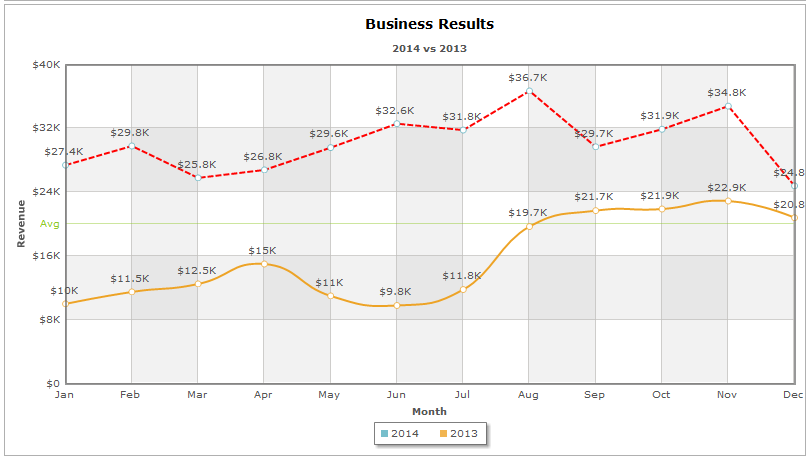 Business Results
2014 vs 2013
$40K
$36.7K
$34.8K
$32.6K
$31.8K
$31.9K
$32K
$29.8K
$29.6K
$29.7K
$27.4K
$25.8K
$26.8K
$24.8
$24K
$22.9K
$21.7K
$21.9K
$20.8
$19.7K
Revenue
Avg
$16K
$15K
$12.5K
$11.5K
$11K
$11.8K
$10K
$9.8K
$8K
$0
Jan Feb Mar Apr May Jun Jul Aug Sep Oct Nov Dec
Month
2014 2013